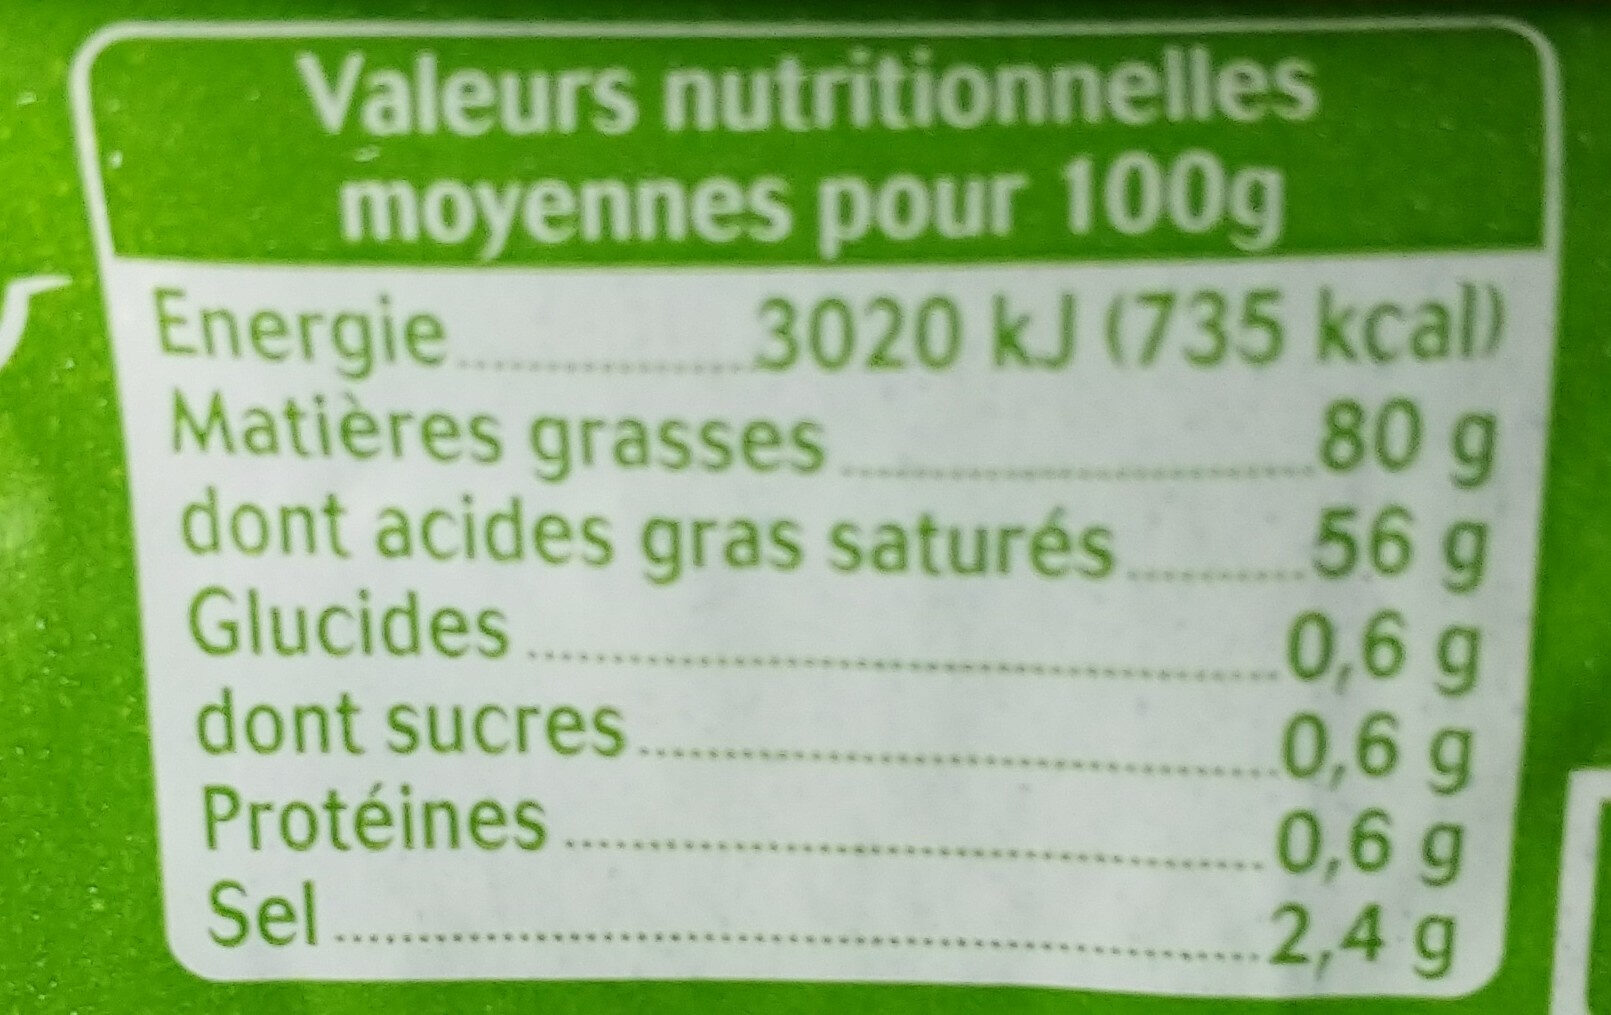 Valeurs nutritionnelles
moyennes pour 100g
Energie 3020 kJ (735 kcal)
Matières grasses 80 g
dont acides gras saturés 56 g
Glucides 0,6 g
dont sucres 0,6 g
Protéines 0,6 g
Sel 2,4 g